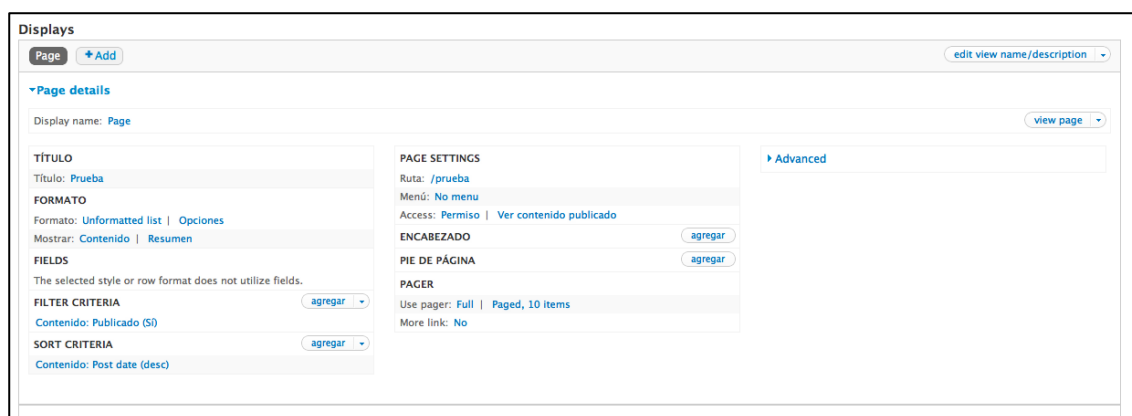 Displays
Page
+Add
edit view name/description
Page details
Display name: Page
view page
TÍTULO
Título: Prueba
FORMATO
Formato: Unformatted list | Opciones
Mostrar: Contenido | Resumen
FIELDS
The selected style or row format does not utilize fields.
FILTER CRITERIA
agregar
Contenido: Publicado (Sí)
SORT CRITERIA
agregar
Contenido: Post date (desc)
PAGE SETTINGS
Ruta: /prueba
Menú: No menu
Access: Permiso | Ver contenido publicado
ENCABEZADO
agregar
PIE DE PÁGINA
agregar
PAGER
Use pager: Full | Paged, 10 items
More link: No
Advanced